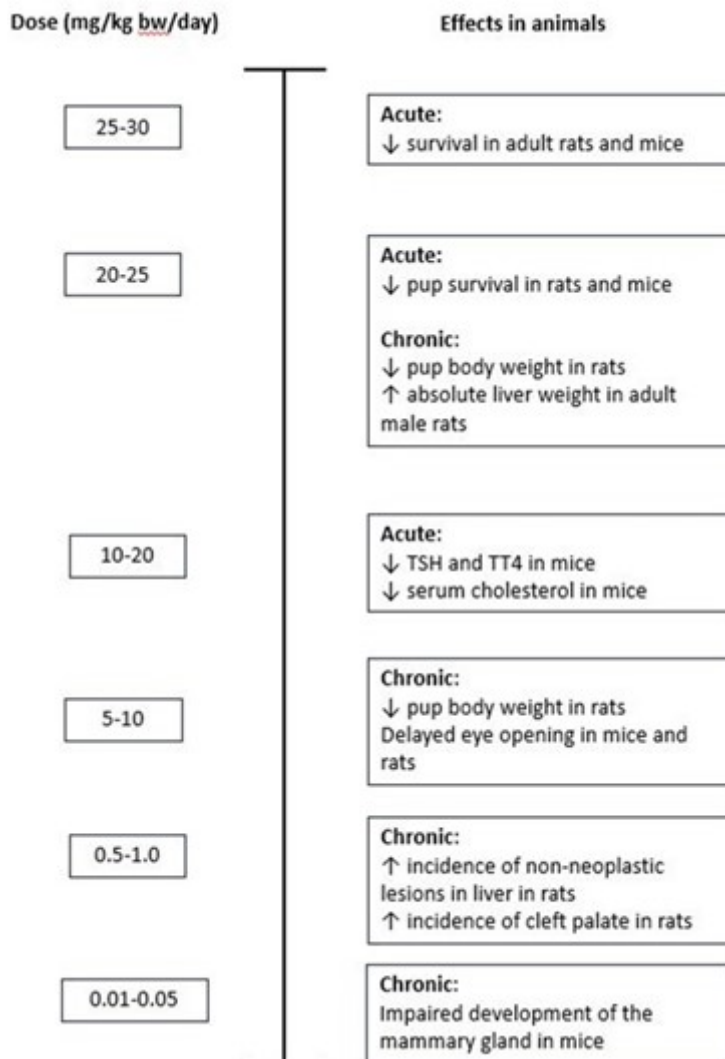 Dose (mg/kg bw/day)
Effects in animals
25-30
Acute:
↓ survival in adult rats and mice
20-25
Acute:
↓ pup survival in rats and mice
Chronic:
↓ pup body weight in rats
↑ absolute liver weight in adult
male rats
10-20
Acute:
↓ TSH and TT4 in mice
↓ serum cholesterol in mice
5-10
Chronic:
↓ pup body weight in rats
Delayed eye opening in mice and
rats
0.5-1.0
Chronic:
↑ incidence of non-neoplastic
lesions in liver in rats
↑ incidence of cleft palate in rats
0.01-0.05
Chronic:
Impaired development of the
mammary gland in mice